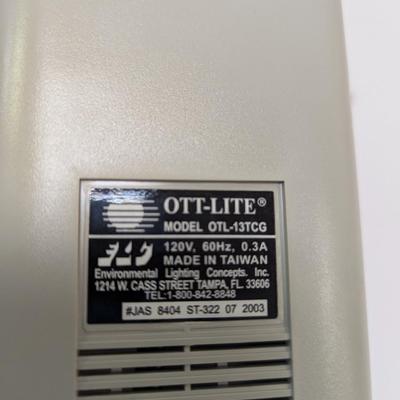 OTT-LITE®
MODEL OTL-13TCG
120V, 60Hz, 0.3A
MADE IN TAIWAN
Environmental Lighting Concepts. Inc.
1214 W. CASS STREET TAMPA, FL. 33606
TEL:1-800-842-8848
#JAS 8404 ST-322 07 2003